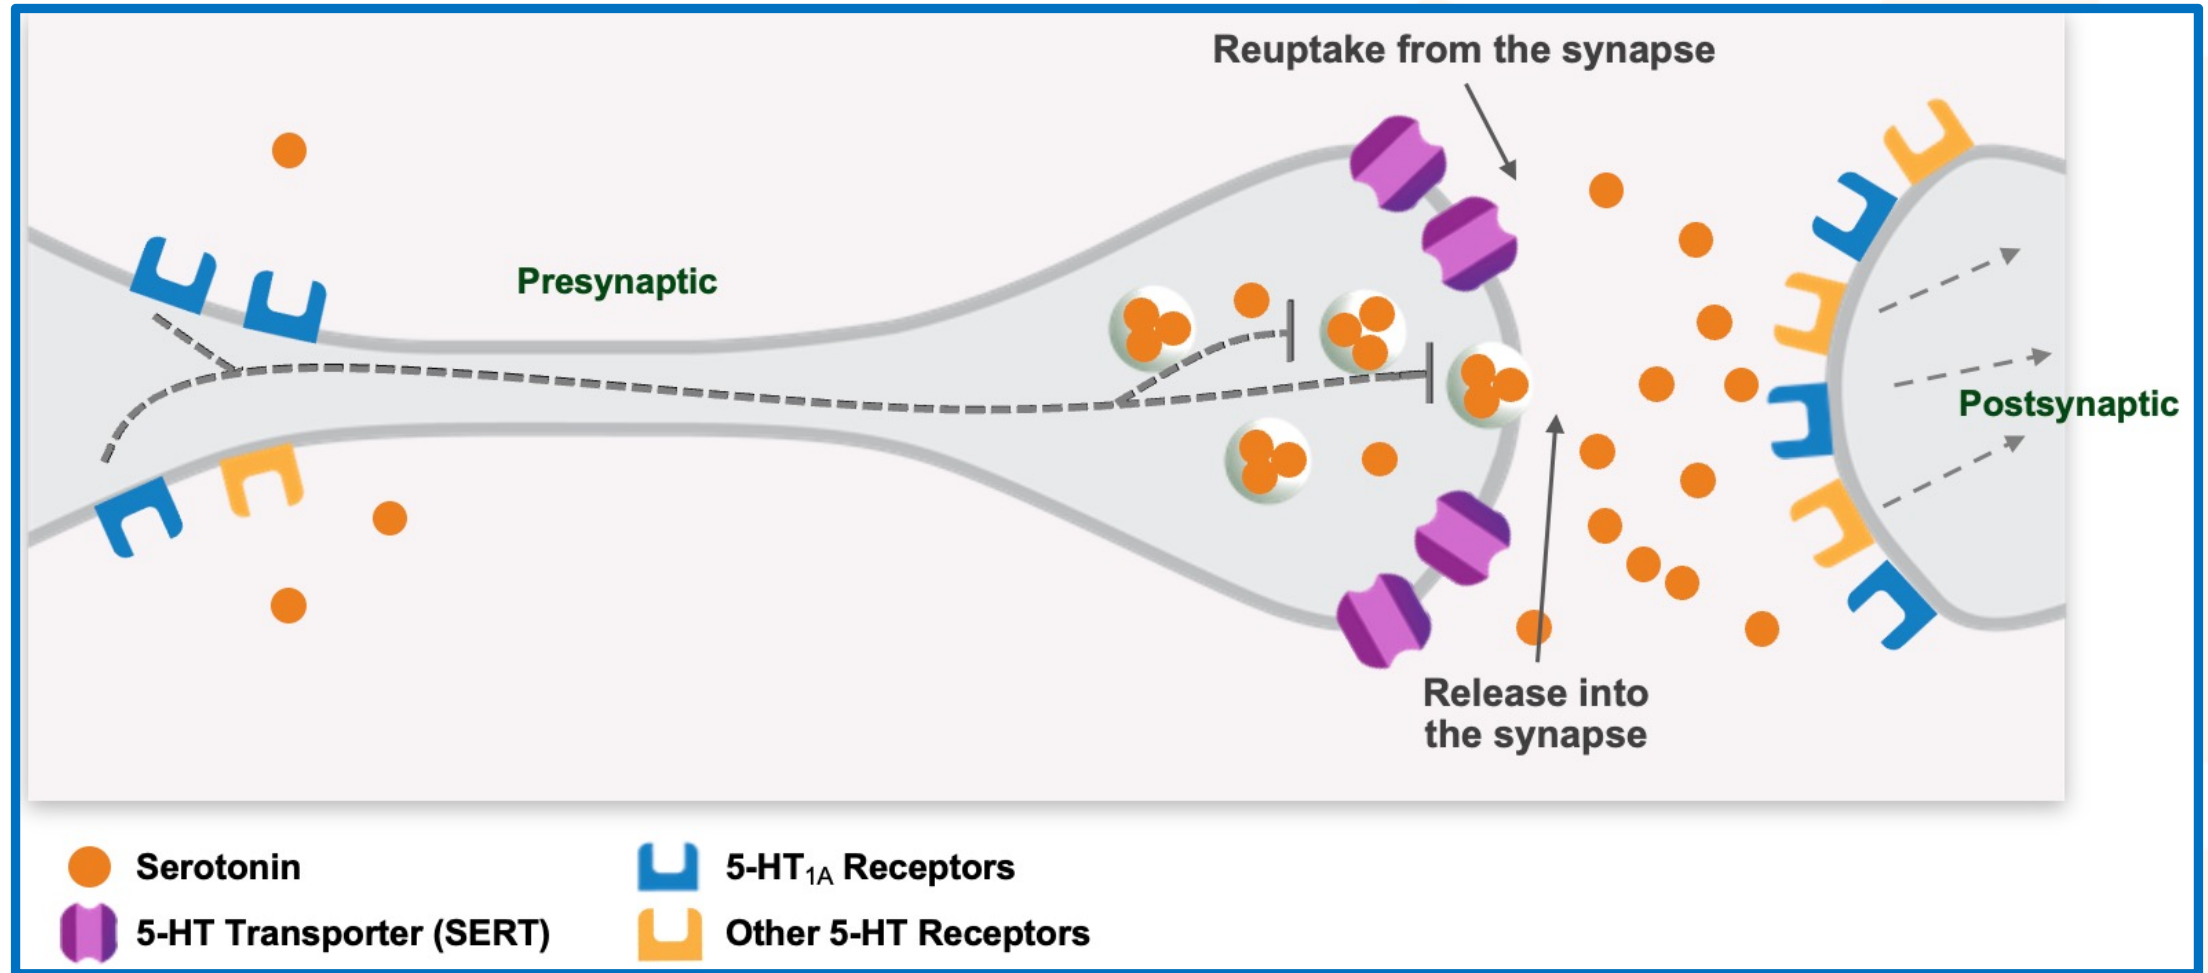 Reuptake from the synapse
Presynaptic
Postsynaptic
Release into
the synapse
Serotonin
5-HT1A Receptors
5-HT Transporter (SERT)
Other 5-HT Receptors